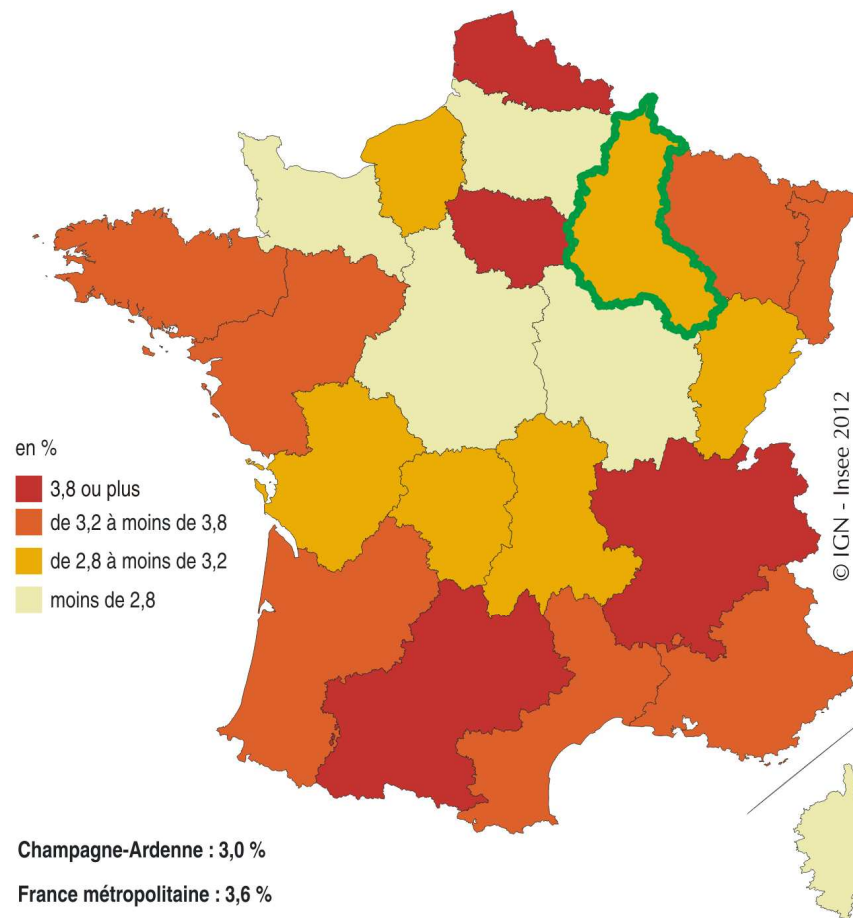 en %
3,8 ou plus
de 3,2 à moins de 3,8
de 2,8 à moins de 3,2
moins de 2,8
© IGN - Insee 2012
Champagne-Ardenne : 3,0 %
France métropolitaine : 3,6 %